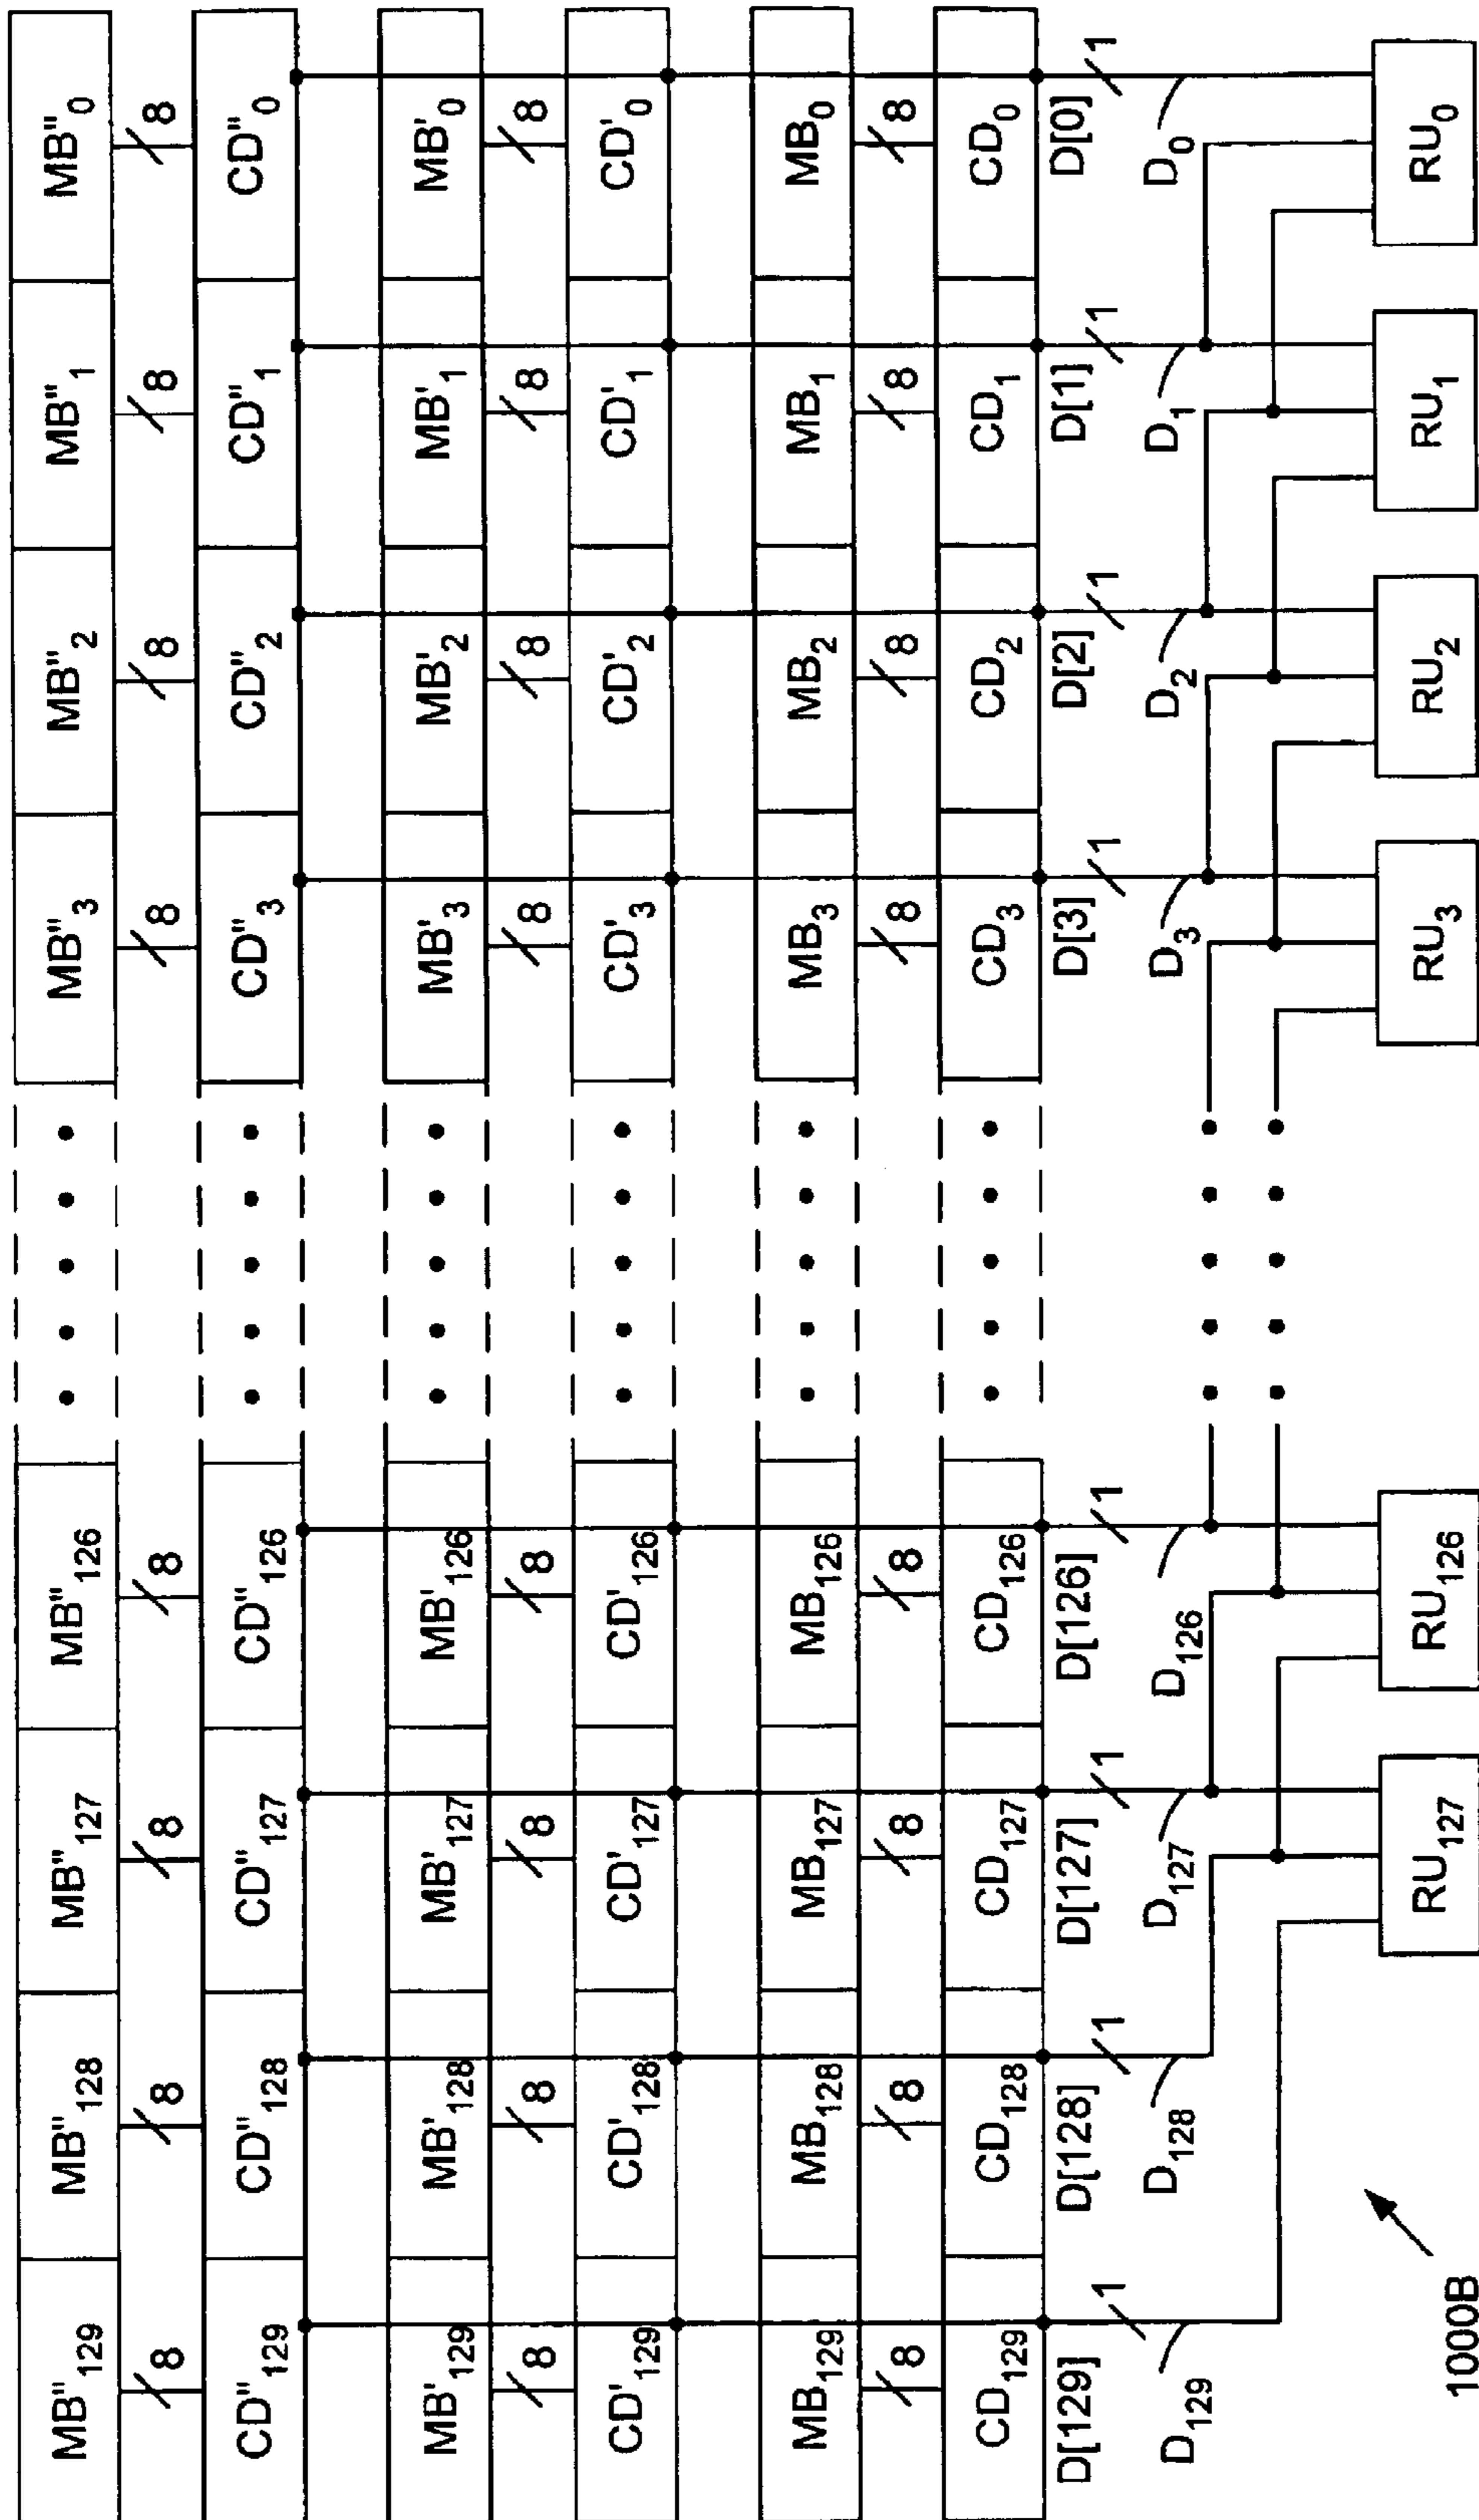 MB"129 MB"128 MB"127 MB"126 • • • • • MB"3 MB"2 MB"1 MB"0
8 8 8 8 8 8 8 8
CD"129 CD"128 CD"127 CD"126 • • • • • CD"3 CD"2 CD"1 CD"0
MB'129 MB'128 MB'127 MB'126 • • • • • MB'3 MB'2 MB'1 MB'0
8 8 8 8 8 8 8 8
CD'129 CD'128 CD'127 CD'126 • • • • • CD'3 CD'2 CD'1 CD'0
MB129 MB128 MB127 MB126 • • • • • MB3 MB2 MB1 MB0
8 8 8 8 8 8 8 8
CD129 CD128 CD127 CD126 • • • • • CD3 CD2 CD1 CD0
D[129] 1 D[128] 1 D[127] 1 D[126] 1 D[3] 1 D[2] 1 D[1] 1 D[0] 1
D129 D128 D127 D126 D3 D2 D1 D0
RU127 RU126 RU3 RU2 RU1 RU0
1000B